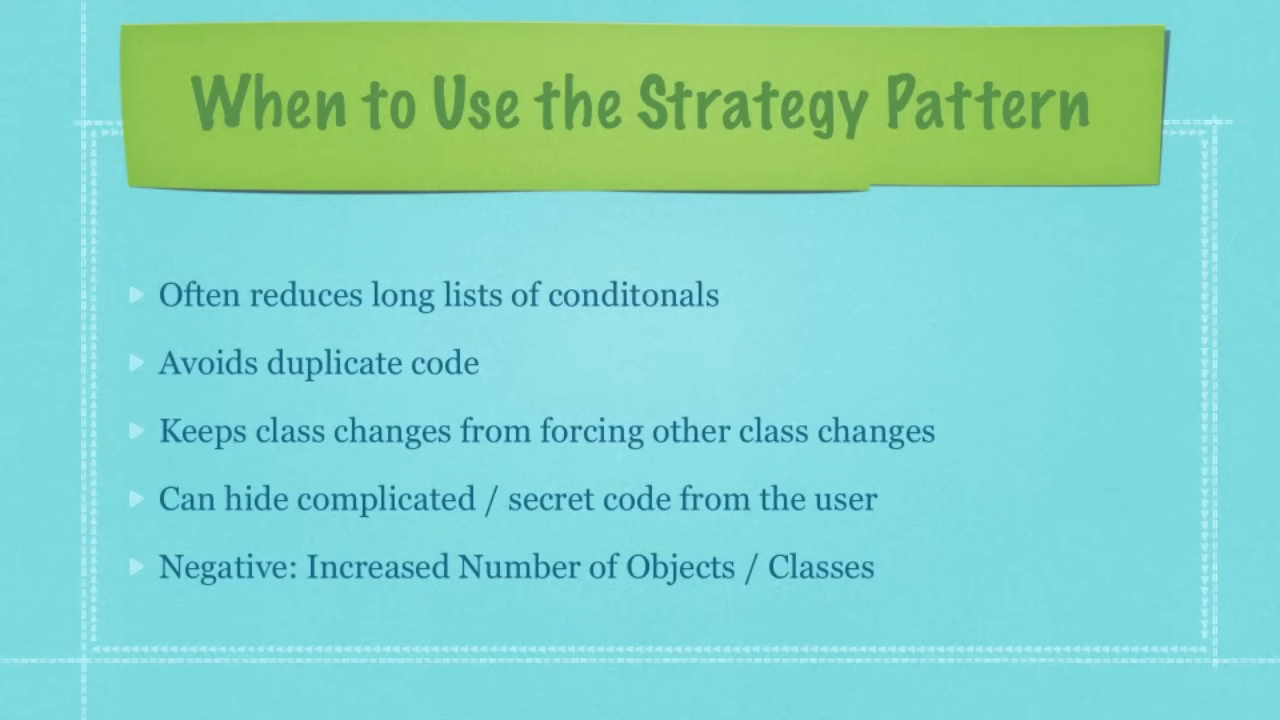 When to Use the Strategy Pattern
Often reduces long lists of conditonals
Avoids duplicate code
Keeps class changes from forcing other class changes
Can hide complicated / secret code from the user
Negative: Increased Number of Objects / Classes